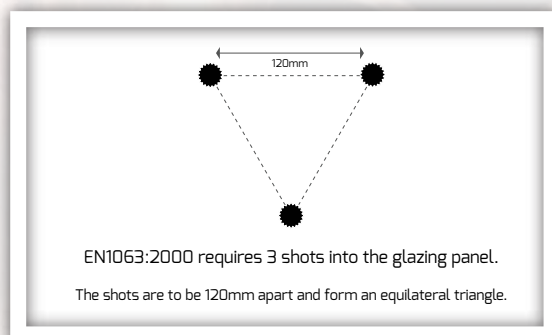 120mm
EN1063:2000 requires 3 shots into the glazing panel.
The shots are to be 120mm apart and form an equilateral triangle.